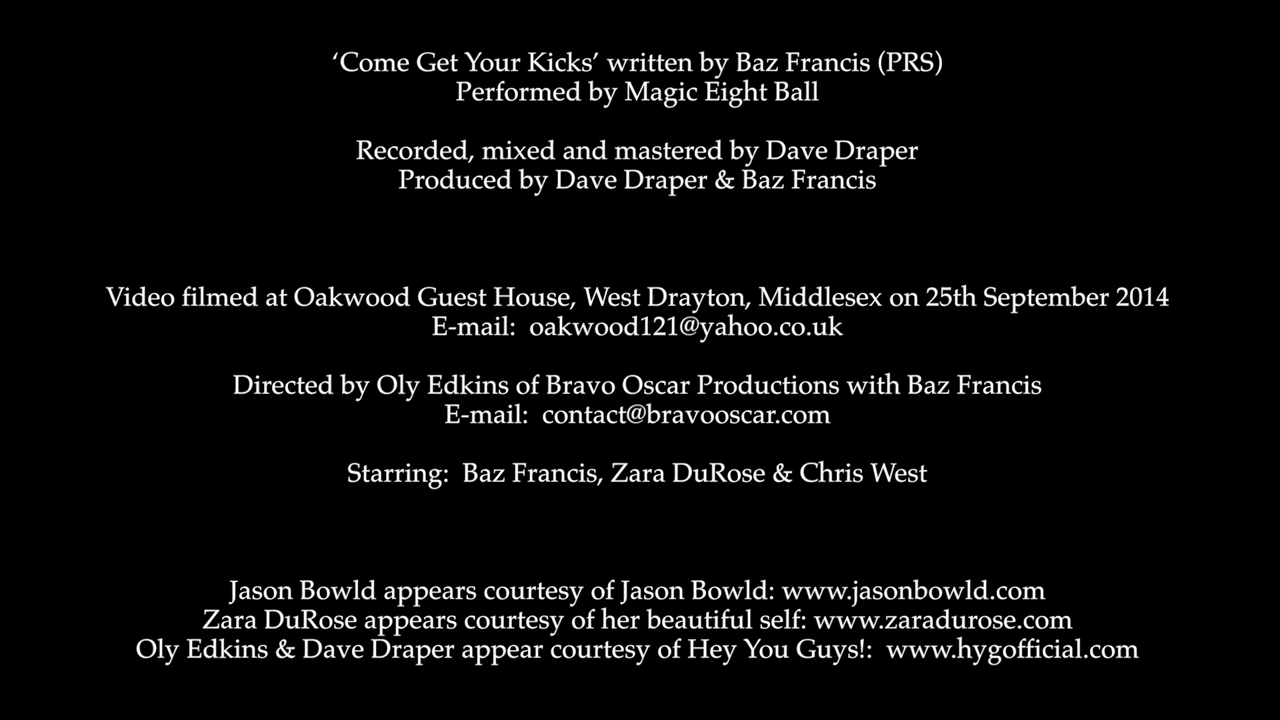 ‘Come Get Your Kicks’ written by Baz Francis (PRS)
Performed by Magic Eight Ball
Recorded, mixed and mastered by Dave Draper
Produced by Dave Draper & Baz Francis
Video filmed at Oakwood Guest House, West Drayton, Middlesex on 25th September 2014
E-mail:  oakwood121@yahoo.co.uk
Directed by Oly Edkins of Bravo Oscar Productions with Baz Francis
E-mail:  contact@bravooscar.com
Starring:  Baz Francis, Zara DuRose & Chris West
Jason Bowld appears courtesy of Jason Bowld: www.jasonbowld.com
Zara DuRose appears courtesy of her beautiful self: www.zaradurose.com
Oly Edkins & Dave Draper appear courtesy of Hey You Guys!:  www.hygofficial.com